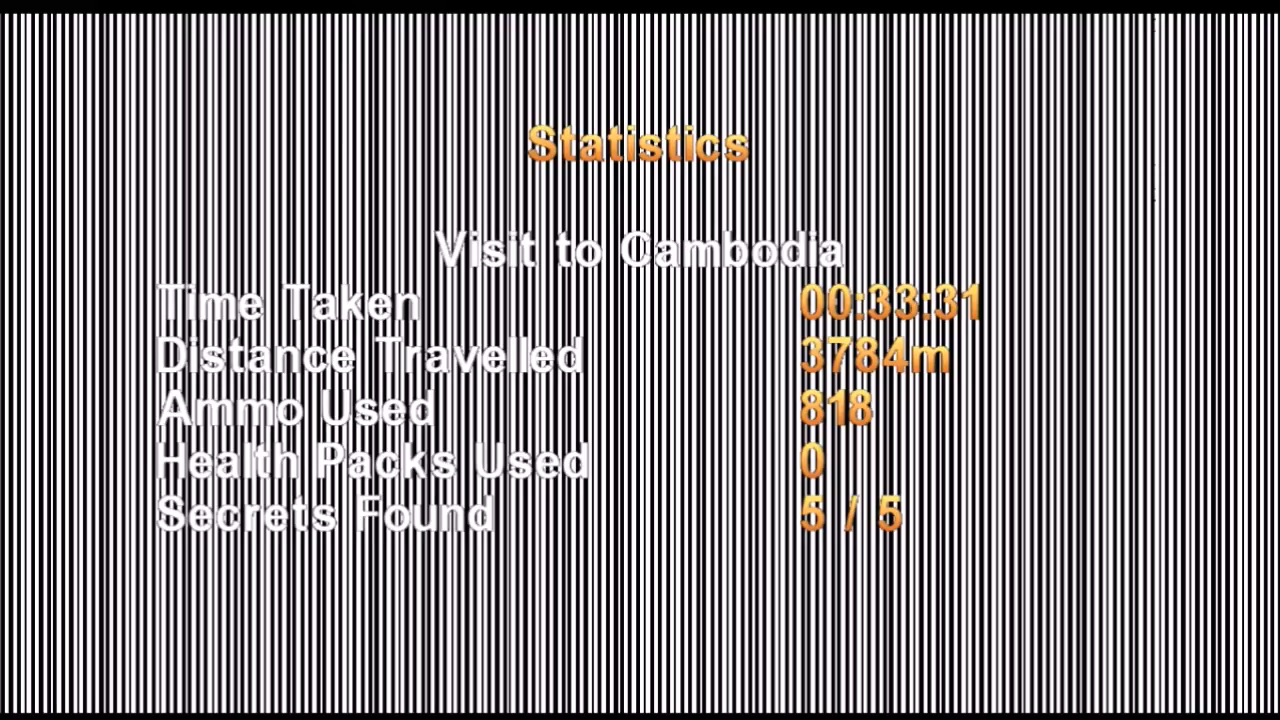 Statistics
Visit to Cambodia
Time Taken 00:33:31
Distance Travelled 3784m
Ammo Used 818
Health Packs Used 0
Secrets Found 5 / 5